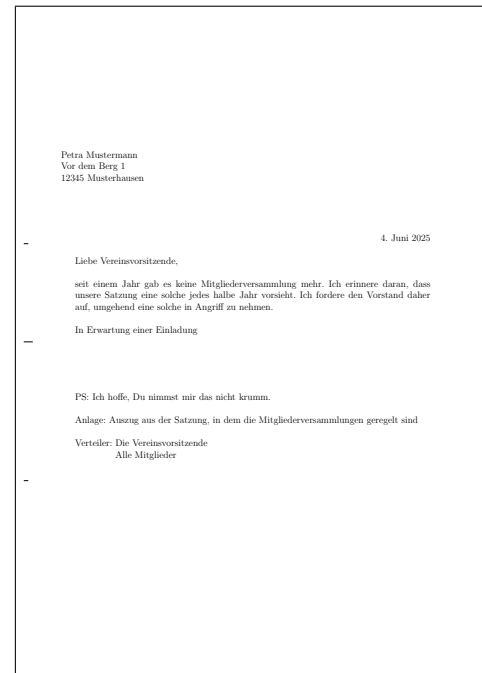 Petra Mustermann
Vor dem Berg 1
12345 Musterhausen
4. Juni 2025
Liebe Vereinsvorsitzende,
seit einem Jahr gab es keine Mitgliederversammlung mehr. Ich erinnere daran, dass
unsere Satzung eine solche jedes halbe Jahr vorsieht. Ich fordere den Vorstand daher
auf, umgehend eine solche in Angriff zu nehmen.
In Erwartung einer Einladung
PS: Ich hoffe, Du nimmst mir das nicht krumm.
Anlage: Auszug aus der Satzung, in dem die Mitgliederversammlungen geregelt sind
Verteiler: Die Vereinsvorsitzende
Alle Mitglieder